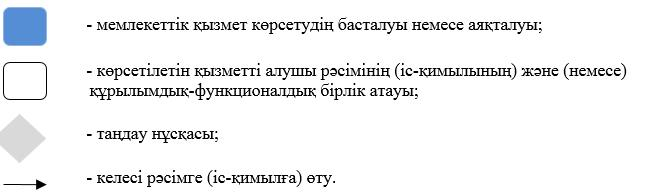 - мемлекеттік қызмет көрсетудің басталуы немесе аяқталуы;
- көрсетілетін қызметті алушы рәсімінің (іс-қимылының) және (немесе)
құрылымдық-функционалдық бірлік атауы;
- таңдау нұсқасы;
- келесі рәсімге (іс-қимылға) өту.